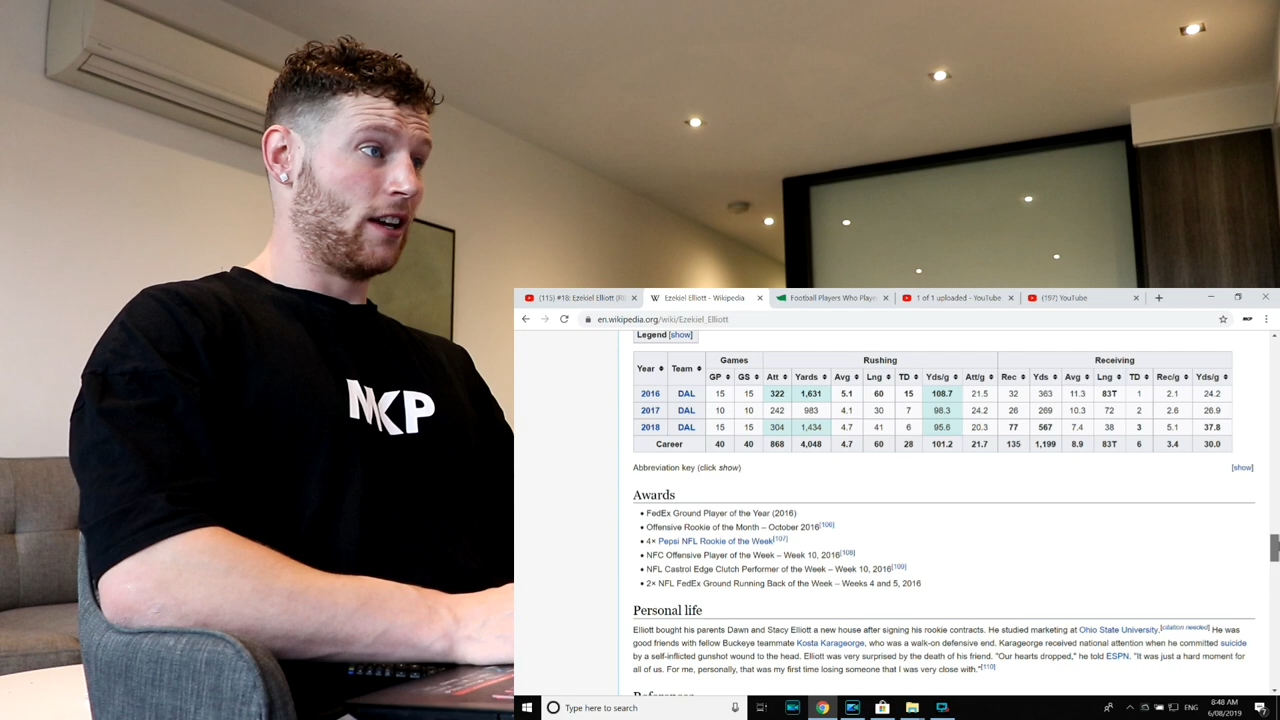 NKP
(115) #18: Ezekiel Elliott (R
Ezekiel Elliott - Wikipedia
Football Players Who Play
1 of 1 uploaded - YouTube
(197) YouTube
en.wikipedia.org/wiki/Ezekiel_Elliott
Legend [show]
Year Team Games Rushing Receiving
GP GS Att Yards Avg Lng TD Yds/g Att/g Rec Yds Avg Lng TD Rec/g Yds/g
2016 DAL 15 15 322 1,631 5.1 60 15 108.7 21.5 32 363 11.3 83T 1 2.1 24.2
2017 DAL 10 10 242 983 4.1 30 7 98.3 24.2 26 269 10.3 72 2 2.6 26.9
2018 DAL 15 15 304 1,434 4.7 41 6 95.6 20.3 77 567 7.4 38 3 5.1 37.8
Career 40 40 868 4,048 4.7 60 28 101.2 21.7 135 1,199 8.9 83T 6 3.4 30.0
Abbreviation key (click show) [show]
Awards
• FedEx Ground Player of the Year (2016)
• Offensive Rookie of the Month – October 2016[106]
• 4× Pepsi NFL Rookie of the Week[107]
• NFC Offensive Player of the Week – Week 10, 2016[108]
• NFL Castrol Edge Clutch Performer of the Week – Week 10, 2016[109]
• 2× NFL FedEx Ground Running Back of the Week – Weeks 4 and 5, 2016
Personal life
Elliott bought his parents Dawn and Stacy Elliott a new house after signing his rookie contracts. He studied marketing at Ohio State University.[citation needed] He was
good friends with fellow Buckeye teammate Kosta Karageorge, who was a walk-on defensive end. Karageorge received national attention when he committed suicide
by a self-inflicted gunshot wound to the head. Elliott was very surprised by the death of his friend. "Our hearts dropped," he told ESPN. "It was just a hard moment for
all of us. For me, personally, that was my first time losing someone that I was very close with."[110]
References
Type here to search
ENG
8:48 AM
6/08/2019